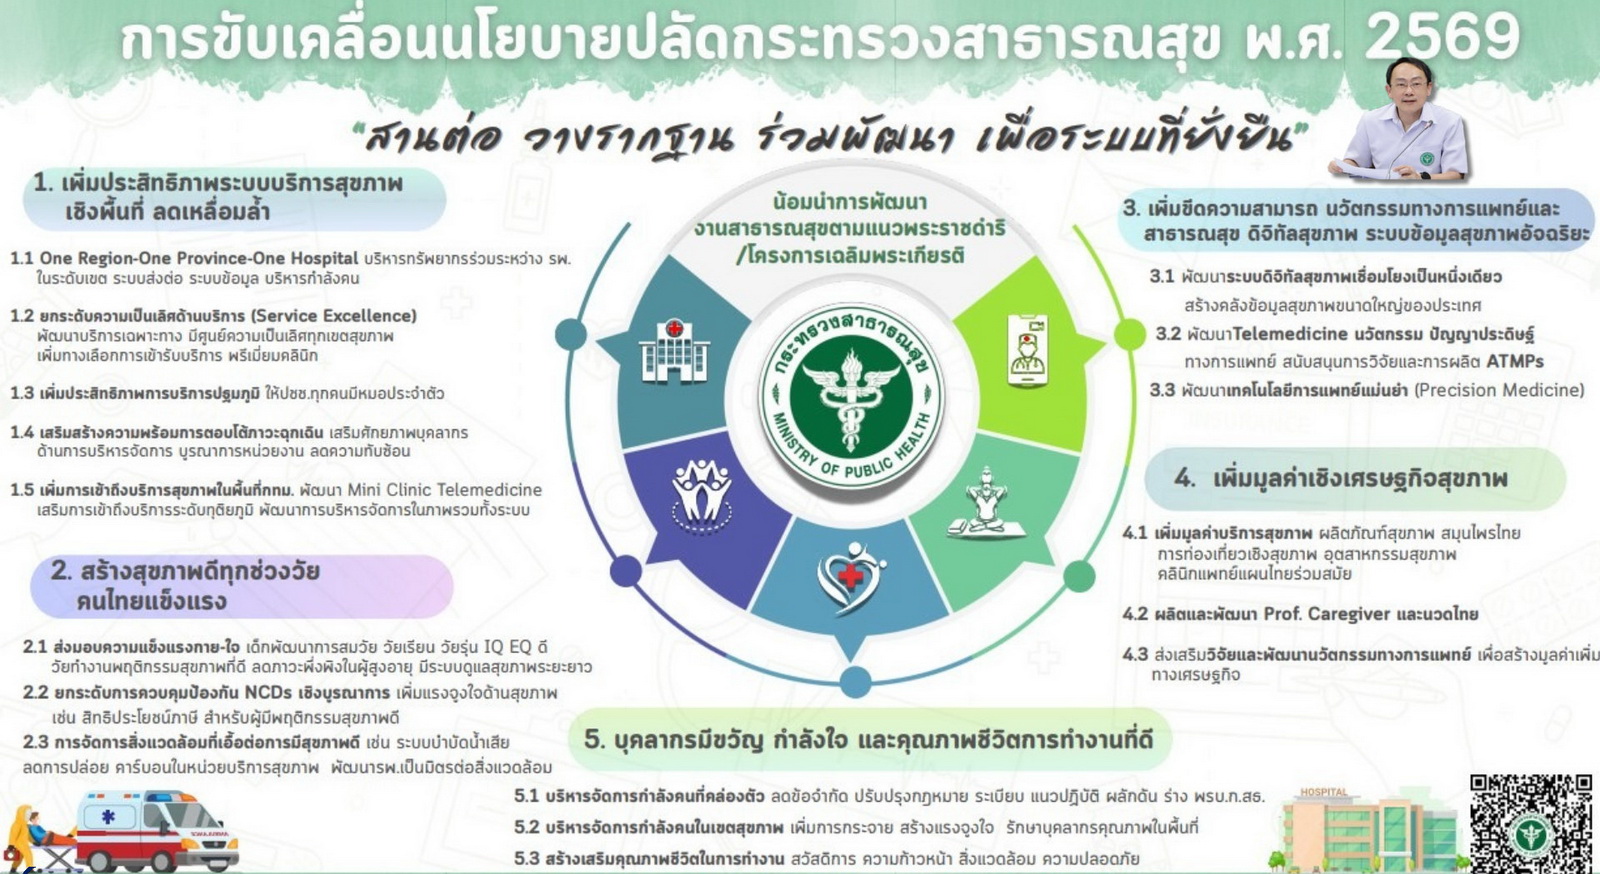 การขับเคลื่อนนโยบายปลัดกระทรวงสาธารณสุข พ.ศ. 2569
“สานต่อ วางรากฐาน ร่วมพัฒนา เพื่อระบบที่ยั่งยืน”
น้อมนำการพัฒนา
งานสาธารณสุขตามแนวพระราชดำริ
/โครงการเฉลิมพระเกียรติ
กระทรวงสาธารณสุข
MINISTRY OF PUBLIC HEALTH
1. เพิ่มประสิทธิภาพระบบบริการสุขภาพ
เชิงพื้นที่ ลดเหลื่อมล้ำ
1.1 One Region-One Province-One Hospital บริหารทรัพยากรร่วมระหว่าง รพ.
ในระดับเขต ระบบส่งต่อ ระบบข้อมูล บริหารกำลังคน
1.2 ยกระดับความเป็นเลิศด้านบริการ (Service Excellence)
พัฒนาบริการเฉพาะทาง มีศูนย์ความเป็นเลิศทุกเขตสุขภาพ
เพิ่มทางเลือกการเข้ารับบริการ พรีเมี่ยมคลินิก
1.3 เพิ่มประสิทธิภาพการบริการปฐมภูมิ ให้ปชช.ทุกคนมีหมอประจำตัว
1.4 เสริมสร้างความพร้อมการตอบโต้ภาวะฉุกเฉิน เสริมศักยภาพบุคลากร
ด้านการบริหารจัดการ บูรณาการหน่วยงาน ลดความทับซ้อน
1.5 เพิ่มการเข้าถึงบริการสุขภาพในพื้นที่กทม. พัฒนา Mini Clinic Telemedicine
เสริมการเข้าถึงบริการระดับทุติยภูมิ พัฒนาการบริหารจัดการในภาพรวมทั้งระบบ
2. สร้างสุขภาพดีทุกช่วงวัย
คนไทยแข็งแรง
2.1 ส่งมอบความแข็งแรงกาย-ใจ เด็กพัฒนาการสมวัย วัยเรียน วัยรุ่น IQ EQ ดี
วัยทำงานพฤติกรรมสุขภาพที่ดี ลดภาวะพึ่งพิงในผู้สูงอายุ มีระบบดูแลสุขภาพระยะยาว
2.2 ยกระดับการควบคุมป้องกัน NCDs เชิงบูรณาการ เพิ่มแรงจูงใจด้านสุขภาพ
เช่น สิทธิประโยชน์ภาษี สำหรับผู้มีพฤติกรรมสุขภาพดี
2.3 การจัดการสิ่งแวดล้อมที่เอื้อต่อการมีสุขภาพดี เช่น ระบบบำบัดน้ำเสีย
ลดการปล่อย คาร์บอนในหน่วยบริการสุขภาพ พัฒนารพ.เป็นมิตรต่อสิ่งแวดล้อม
3. เพิ่มขีดความสามารถ นวัตกรรมทางการแพทย์และ
สาธารณสุข ดิจิทัลสุขภาพ ระบบข้อมูลสุขภาพอัจฉริยะ
3.1 พัฒนาระบบดิจิทัลสุขภาพเชื่อมโยงเป็นหนึ่งเดียว
สร้างคลังข้อมูลสุขภาพขนาดใหญ่ของประเทศ
3.2 พัฒนาTelemedicine นวัตกรรม ปัญญาประดิษฐ์
ทางการแพทย์ สนับสนุนการวิจัยและการผลิต ATMPs
3.3 พัฒนาเทคโนโลยีการแพทย์แม่นยำ (Precision Medicine)
4. เพิ่มมูลค่าเชิงเศรษฐกิจสุขภาพ
4.1 เพิ่มมูลค่าบริการสุขภาพ ผลิตภัณฑ์สุขภาพ สมุนไพรไทย
การท่องเที่ยวเชิงสุขภาพ อุตสาหกรรมสุขภาพ
คลินิกแพทย์แผนไทยร่วมสมัย
4.2 ผลิตและพัฒนา Prof. Caregiver และนวดไทย
4.3 ส่งเสริมวิจัยและพัฒนานวัตกรรมทางการแพทย์ เพื่อสร้างมูลค่าเพิ่ม
ทางเศรษฐกิจ
5. บุคลากรมีขวัญ กำลังใจ และคุณภาพชีวิตการทำงานที่ดี
5.1 บริหารจัดการกำลังคนที่คล่องตัว ลดข้อจำกัด ปรับปรุงกฎหมาย ระเบียบ แนวปฏิบัติ ผลักดัน ร่าง พรบ.ก.สธ.
5.2 บริหารจัดการกำลังคนในเขตสุขภาพ เพิ่มการกระจาย สร้างแรงจูงใจ รักษาบุคลากรคุณภาพในพื้นที่
5.3 สร้างเสริมคุณภาพชีวิตในการทำงาน สวัสดิการ ความก้าวหน้า สิ่งแวดล้อม ความปลอดภัย
HOSPITAL